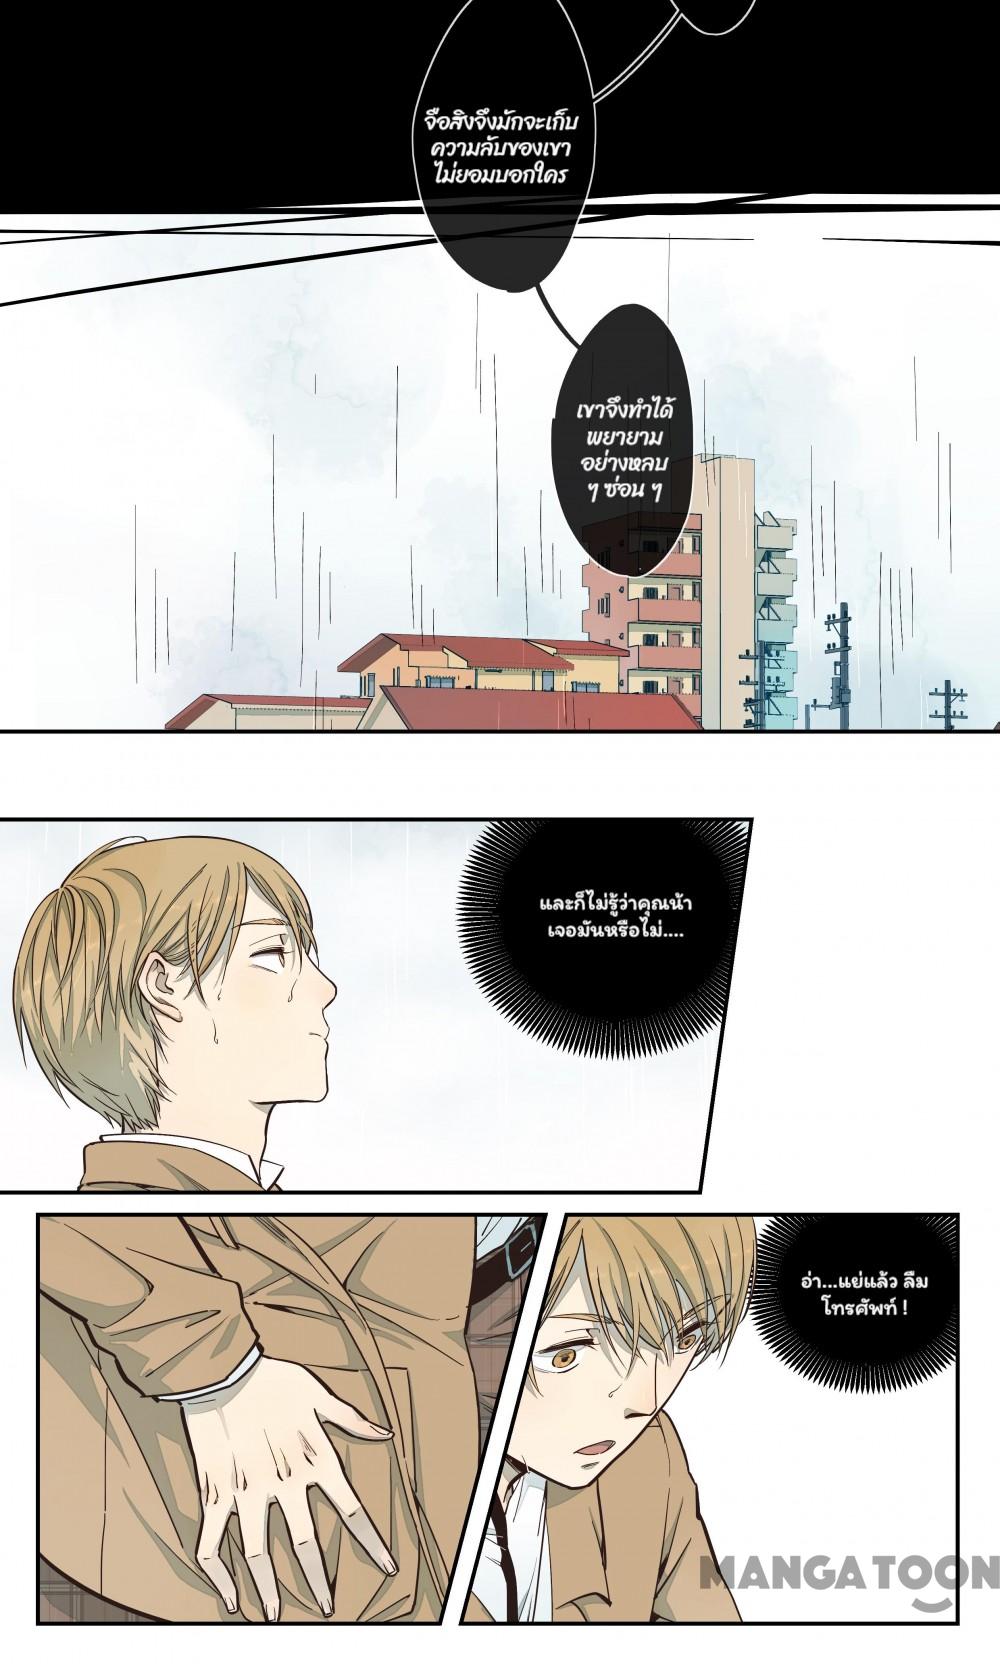 จือสิงจึงมักจะเก็บ
ความลับของเขา
ไม่ยอมบอกใคร
เขาจึงทำได้
พยายาม
อย่างหลบ
ๆ ซ่อน ๆ
และก็ไม่รู้ว่าคุณน้า
เจอมันหรือไม่....
อ่า...แย่แล้ว ลืม
โทรศัพท์ !
MANGATOON